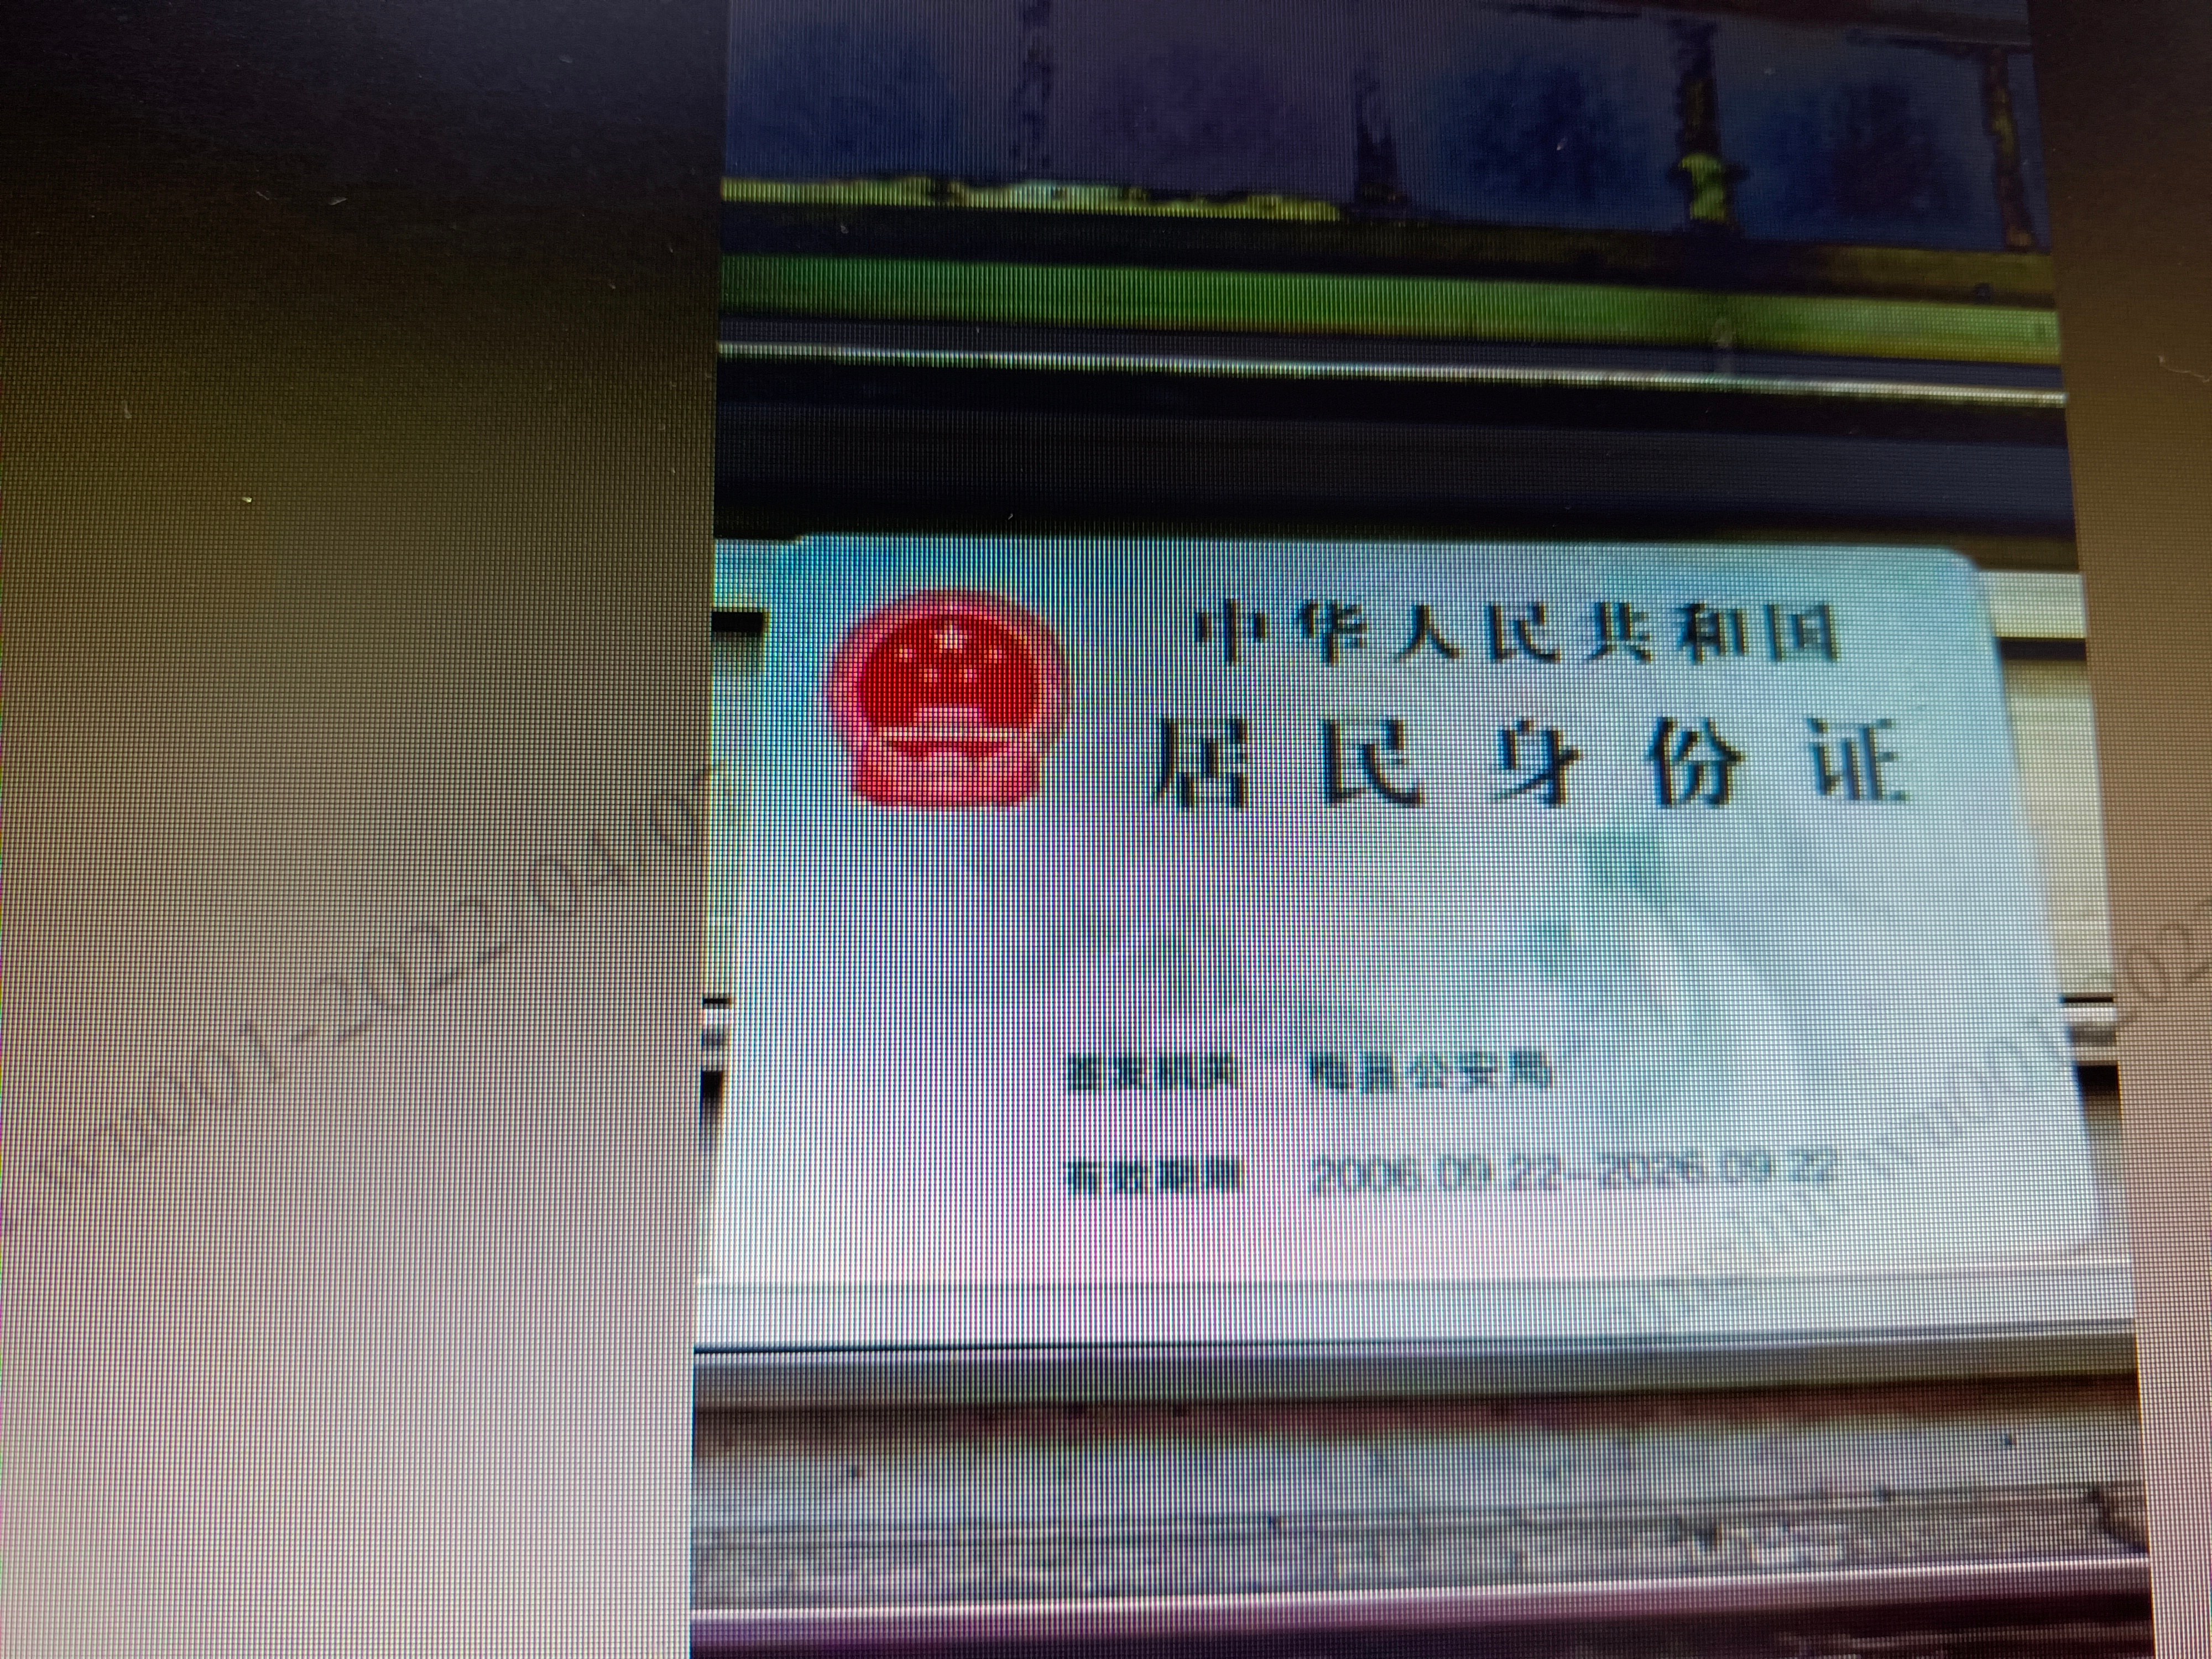 中华人民共和国
居民身份证
签发机关 公安局
有效期限 2006.09.22-2026.09.22